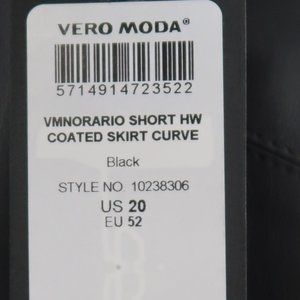 VERO MODA®
5714914723522
VMNORARIO SHORT HW
COATED SKIRT CURVE
Black
STYLE NO 10238306
US 20
EU 52